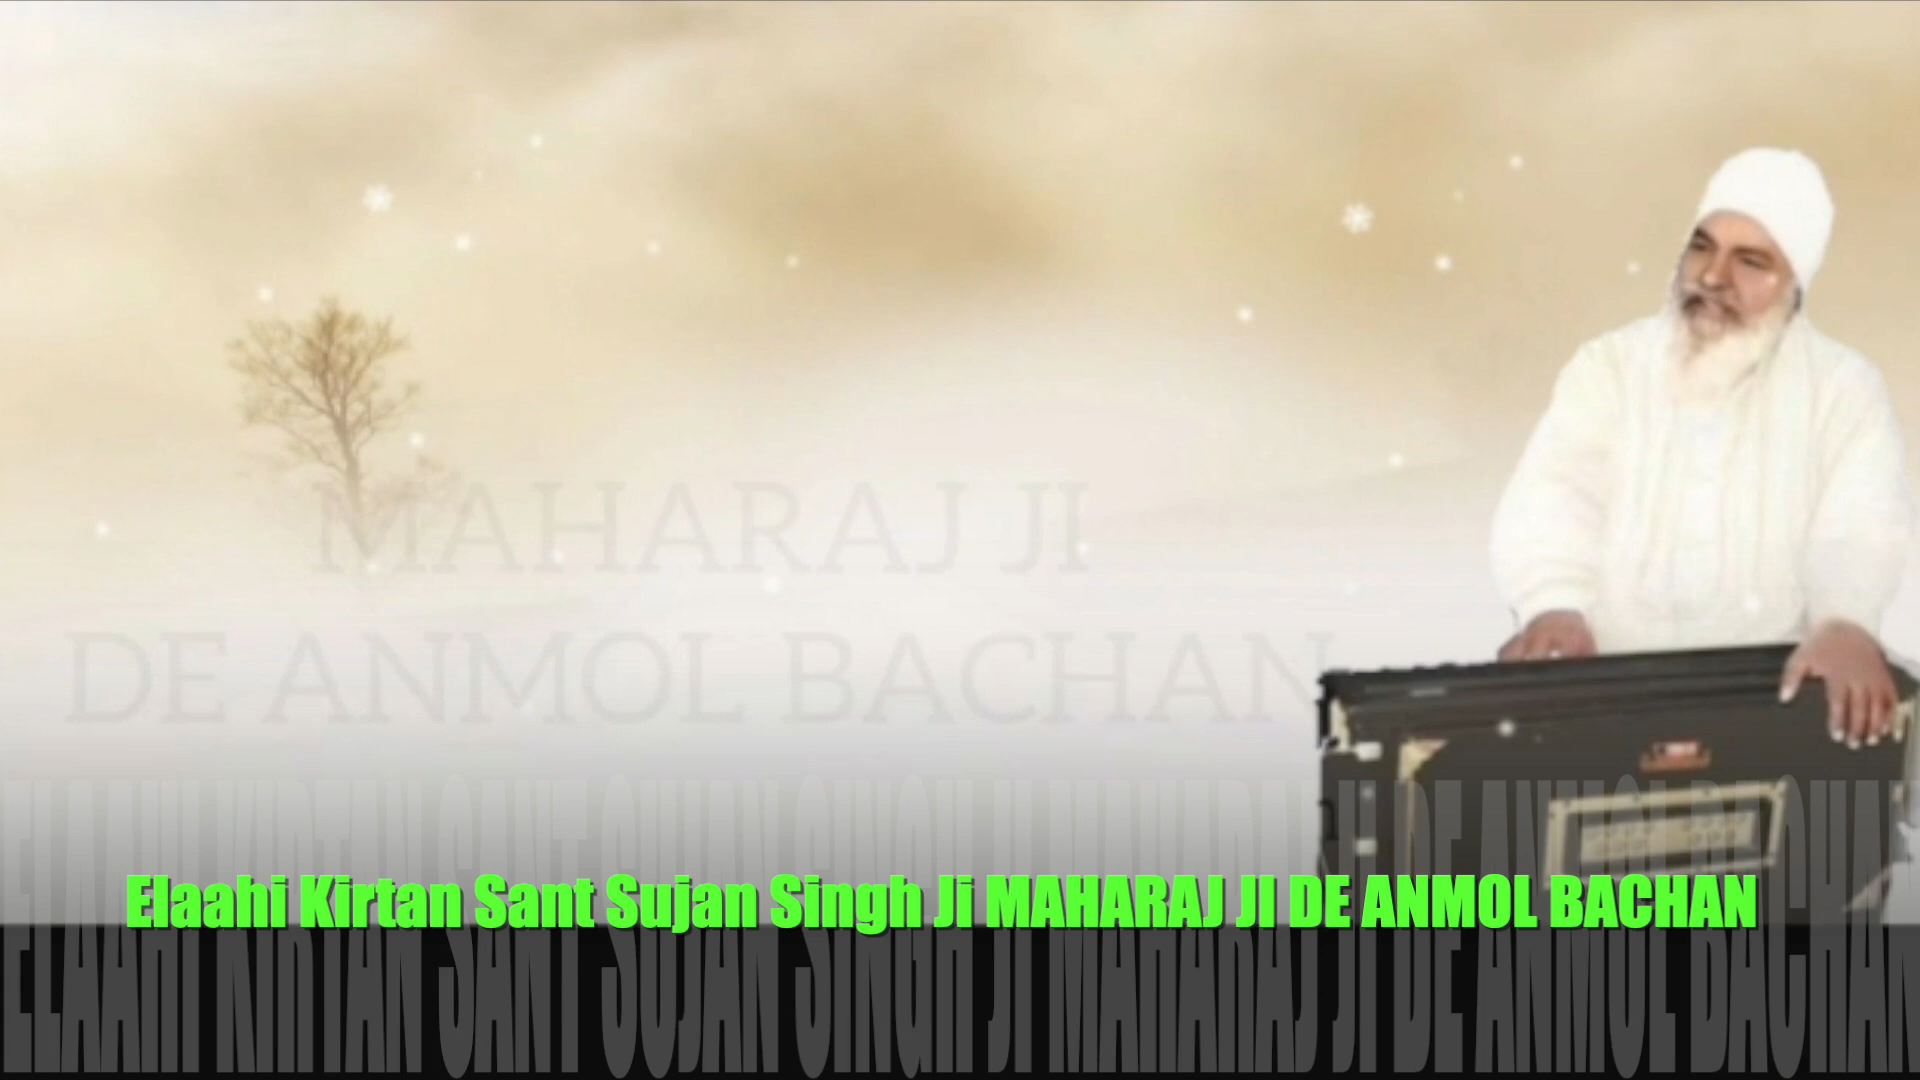 MAHARAJ JI
DE ANMOL BACHAN
Elaahi Kirtan Sant Sujan Singh Ji MAHARAJ JI DE ANMOL BACHAN
ELAAHI KIRTAN SANT SUJAN SINGH JI MAHARAJ JI DE ANMOL BACHAN